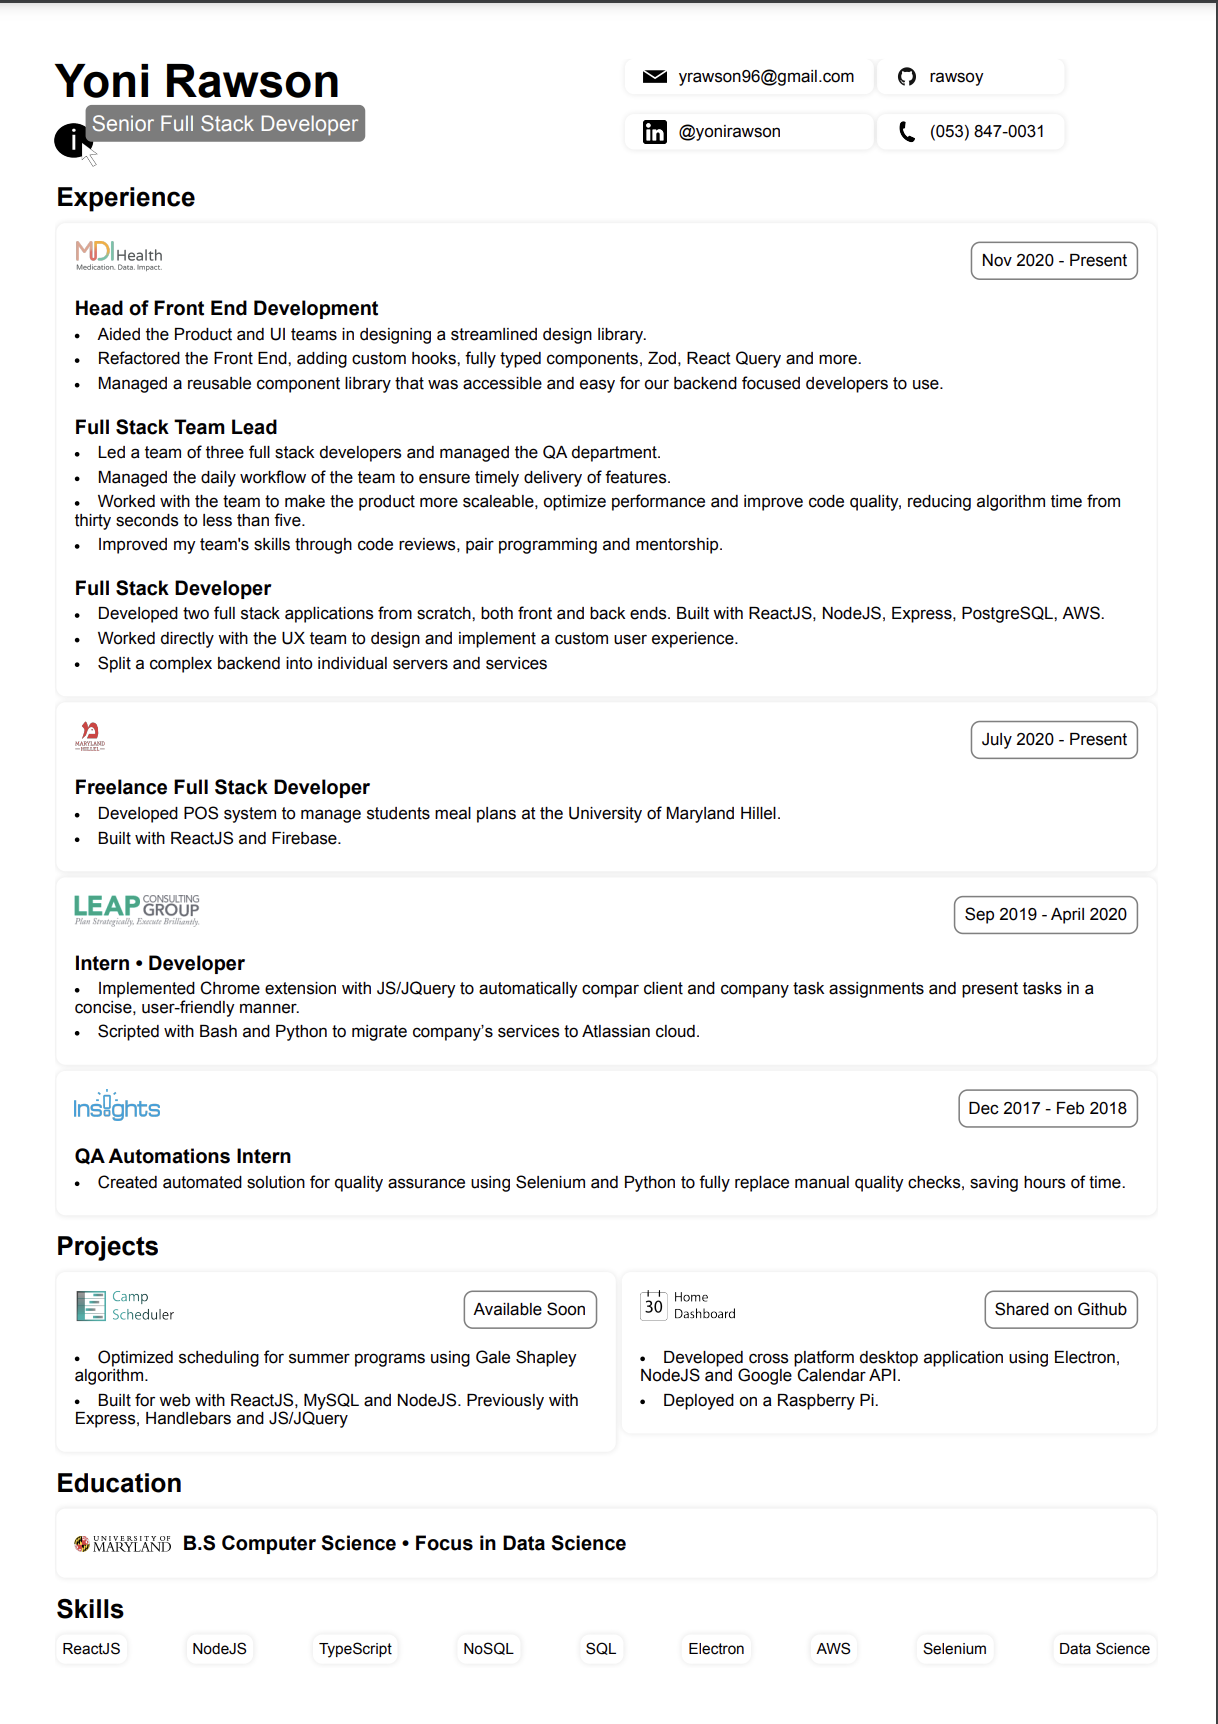 Yoni Rawson
Senior Full Stack Developer
i
yrawson96@gmail.com
rawsoy
in @yonirawson
(053) 847-0031
Experience
MDI Health
Medication. Data. Impact.
Nov 2020 - Present
Head of Front End Development
• Aided the Product and UI teams in designing a streamlined design library.
• Refactored the Front End, adding custom hooks, fully typed components, Zod, React Query and more.
• Managed a reusable component library that was accessible and easy for our backend focused developers to use.
Full Stack Team Lead
• Led a team of three full stack developers and managed the QA department.
• Managed the daily workflow of the team to ensure timely delivery of features.
• Worked with the team to make the product more scaleable, optimize performance and improve code quality, reducing algorithm time from
thirty seconds to less than five.
• Improved my team's skills through code reviews, pair programming and mentorship.
Full Stack Developer
• Developed two full stack applications from scratch, both front and back ends. Built with ReactJS, NodeJS, Express, PostgreSQL, AWS.
• Worked directly with the UX team to design and implement a custom user experience.
• Split a complex backend into individual servers and services
מ
MARYLAND
HILLEL
July 2020 - Present
Freelance Full Stack Developer
• Developed POS system to manage students meal plans at the University of Maryland Hillel.
• Built with ReactJS and Firebase.
LEAP CONSULTING
GROUP
Plan Strategically, Execute Brilliantly.
Sep 2019 - April 2020
Intern • Developer
• Implemented Chrome extension with JS/JQuery to automatically compar client and company task assignments and present tasks in a
concise, user-friendly manner.
• Scripted with Bash and Python to migrate company’s services to Atlassian cloud.
Insights
Dec 2017 - Feb 2018
QA Automations Intern
• Created automated solution for quality assurance using Selenium and Python to fully replace manual quality checks, saving hours of time.
Projects
Camp
Scheduler
Available Soon
• Optimized scheduling for summer programs using Gale Shapley
algorithm.
• Built for web with ReactJS, MySQL and NodeJS. Previously with
Express, Handlebars and JS/JQuery
30 Home
Dashboard
Shared on Github
• Developed cross platform desktop application using Electron,
NodeJS and Google Calendar API.
• Deployed on a Raspberry Pi.
Education
UNIVERSITY OF
MARYLAND
B.S Computer Science • Focus in Data Science
Skills
ReactJS NodeJS TypeScript NoSQL SQL Electron AWS Selenium Data Science